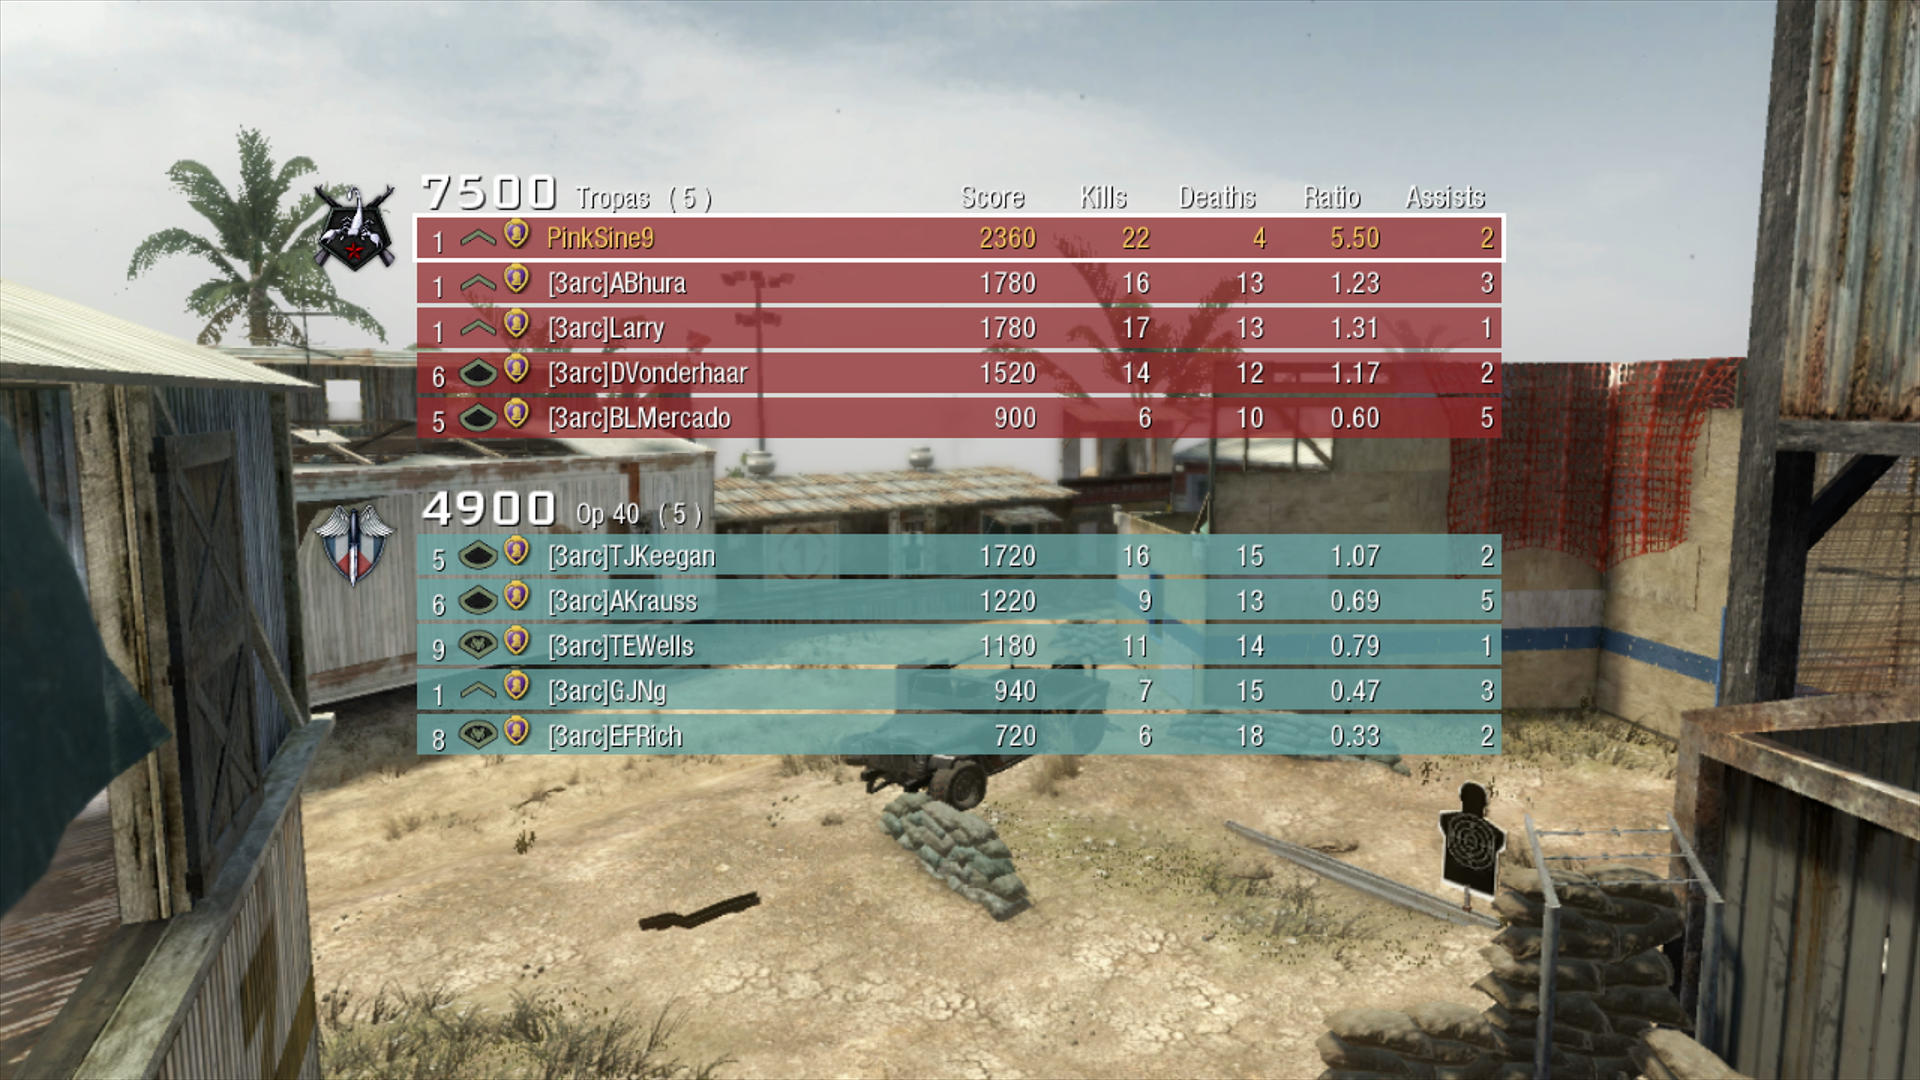 7500 Tropas ( 5 ) Score Kills Deaths Ratio Assists
1 PinkSine9 2360 22 4 5.50 2
1 [3arc]ABhura 1780 16 13 1.23 3
1 [3arc]Larry 1780 17 13 1.31 1
6 [3arc]DVonderhaar 1520 14 12 1.17 2
5 [3arc]BLMercado 900 6 10 0.60 5
4900 Op 40 ( 5 )
5 [3arc]TJKeegan 1720 16 15 1.07 2
6 [3arc]AKrauss 1220 9 13 0.69 5
9 [3arc]TEWells 1180 11 14 0.79 1
1 [3arc]GJNg 940 7 15 0.47 3
8 [3arc]EFRich 720 6 18 0.33 2